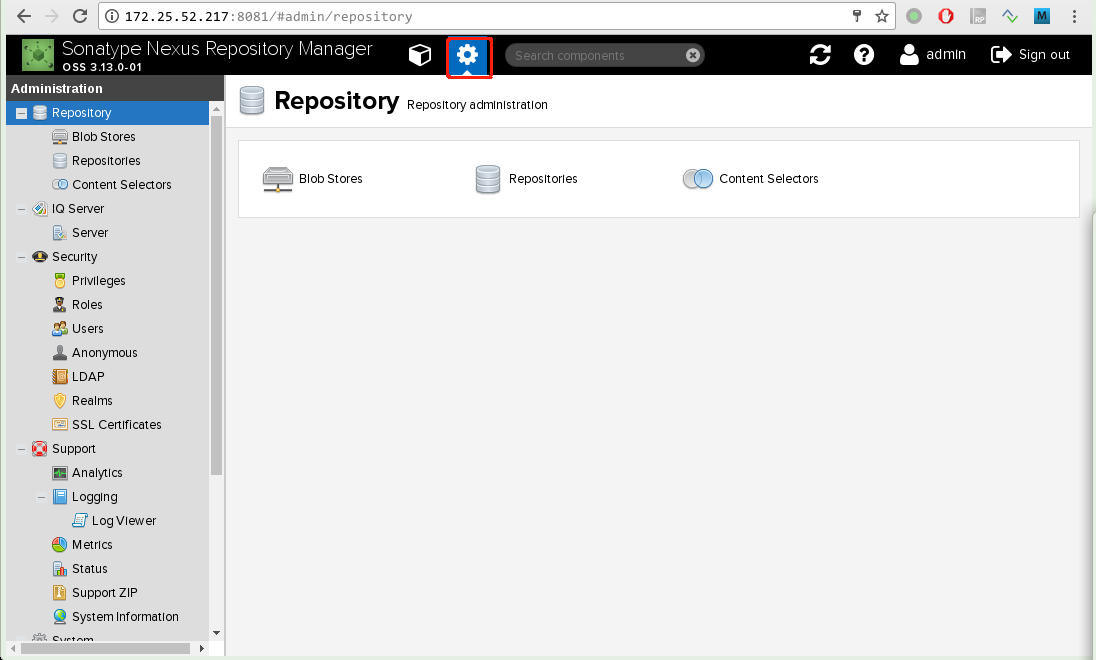 172.25.52.217:8081/#admin/repository
RP
M
Sonatype Nexus Repository Manager
OSS 3.13.0-01
Search components
admin
Sign out
Administration
Repository
Blob Stores
Repositories
Content Selectors
IQ Server
Server
Security
Privileges
Roles
Users
Anonymous
LDAP
Realms
SSL Certificates
Support
Analytics
Logging
Log Viewer
Metrics
Status
Support ZIP
System Information
System
Repository Repository administration
Blob Stores
Repositories
Content Selectors